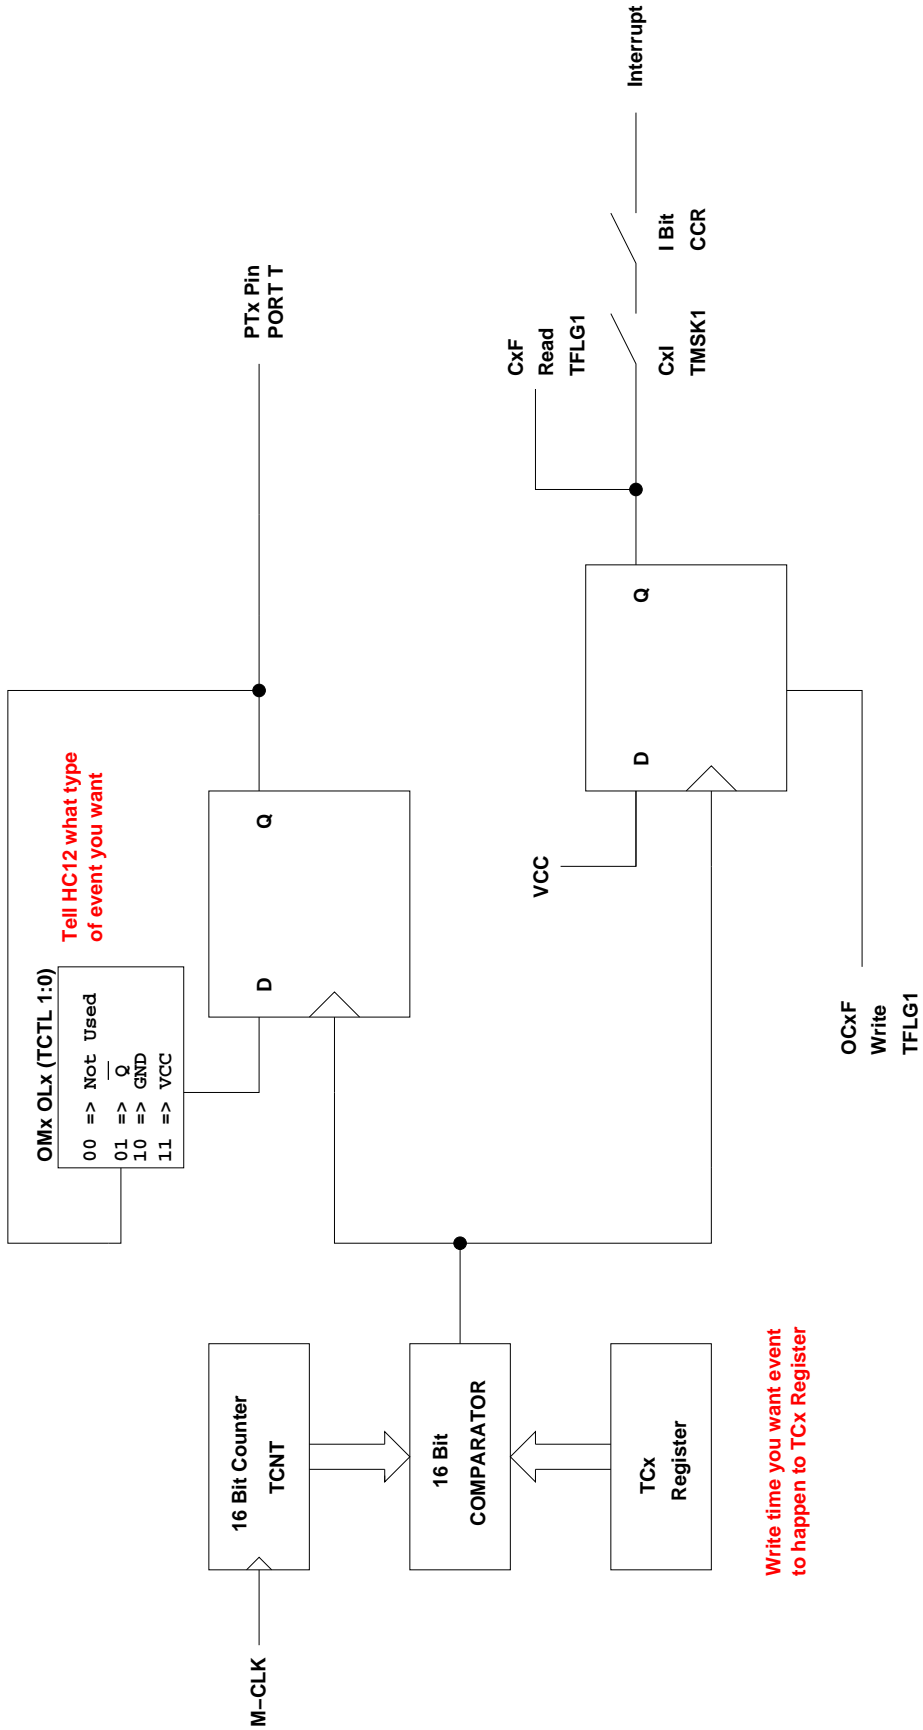 Interrupt
PTx Pin
PORT T
I Bit
CCR
CxF
Read
TFLG1
CxI
TMSK1
Tell HC12 what type
of event you want
OMx OLx (TCTL 1:0)
00 => Not Used
01 => Q
10 => GND
11 => VCC
D
Q
VCC
D
Q
OCxF
Write
TFLG1
16 Bit Counter
TCNT
16 Bit
COMPARATOR
TCx
Register
M-CLK
Write time you want event
to happen to TCx Register